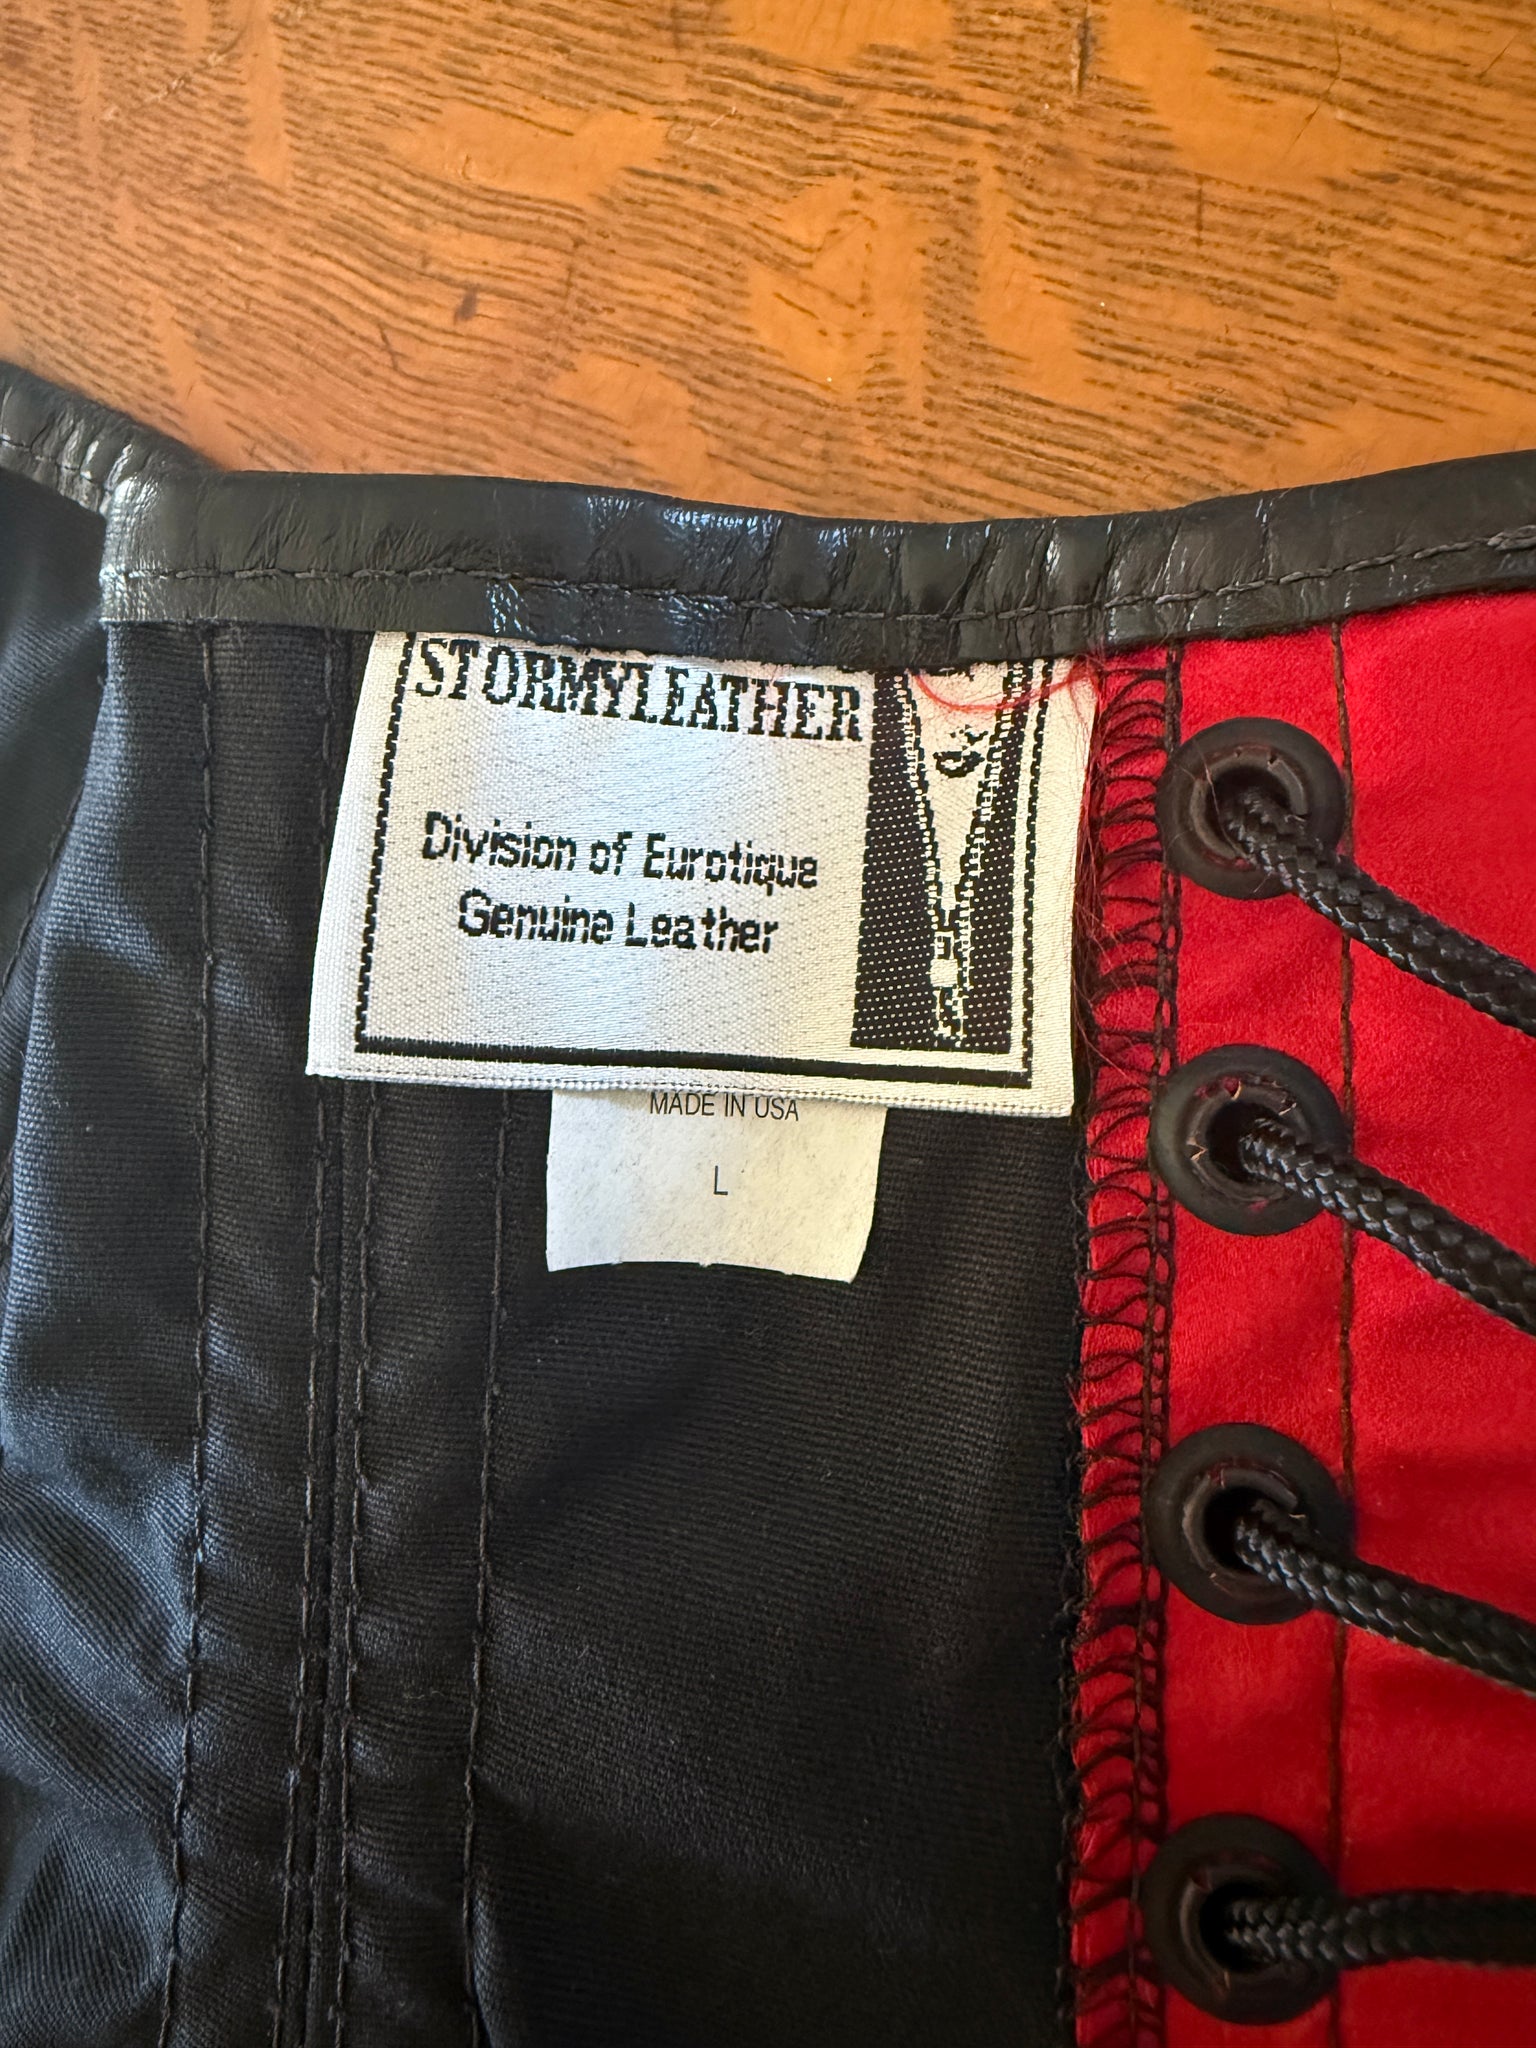 STORMYLEATHER
Division of Eurotique
Genuine Leather
MADE IN USA
L